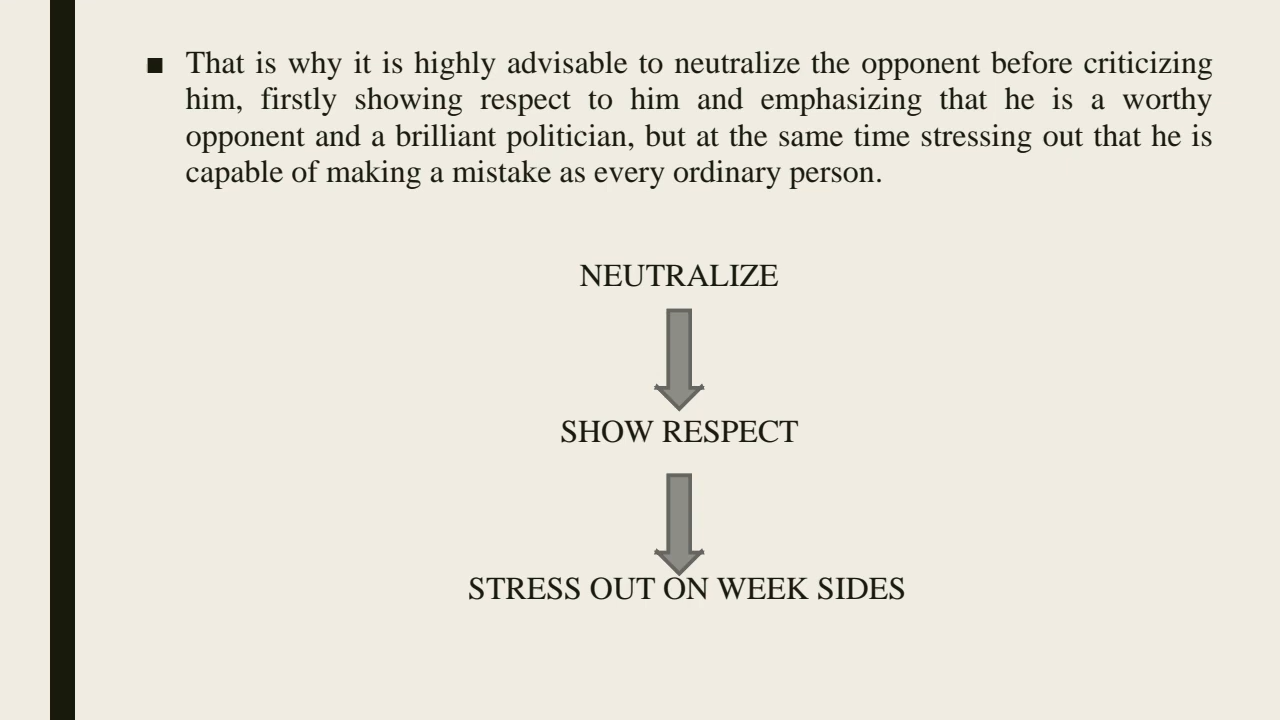 ■ That is why it is highly advisable to neutralize the opponent before criticizing
him, firstly showing respect to him and emphasizing that he is a worthy
opponent and a brilliant politician, but at the same time stressing out that he is
capable of making a mistake as every ordinary person.
NEUTRALIZE
SHOW RESPECT
STRESS OUT ON WEEK SIDES